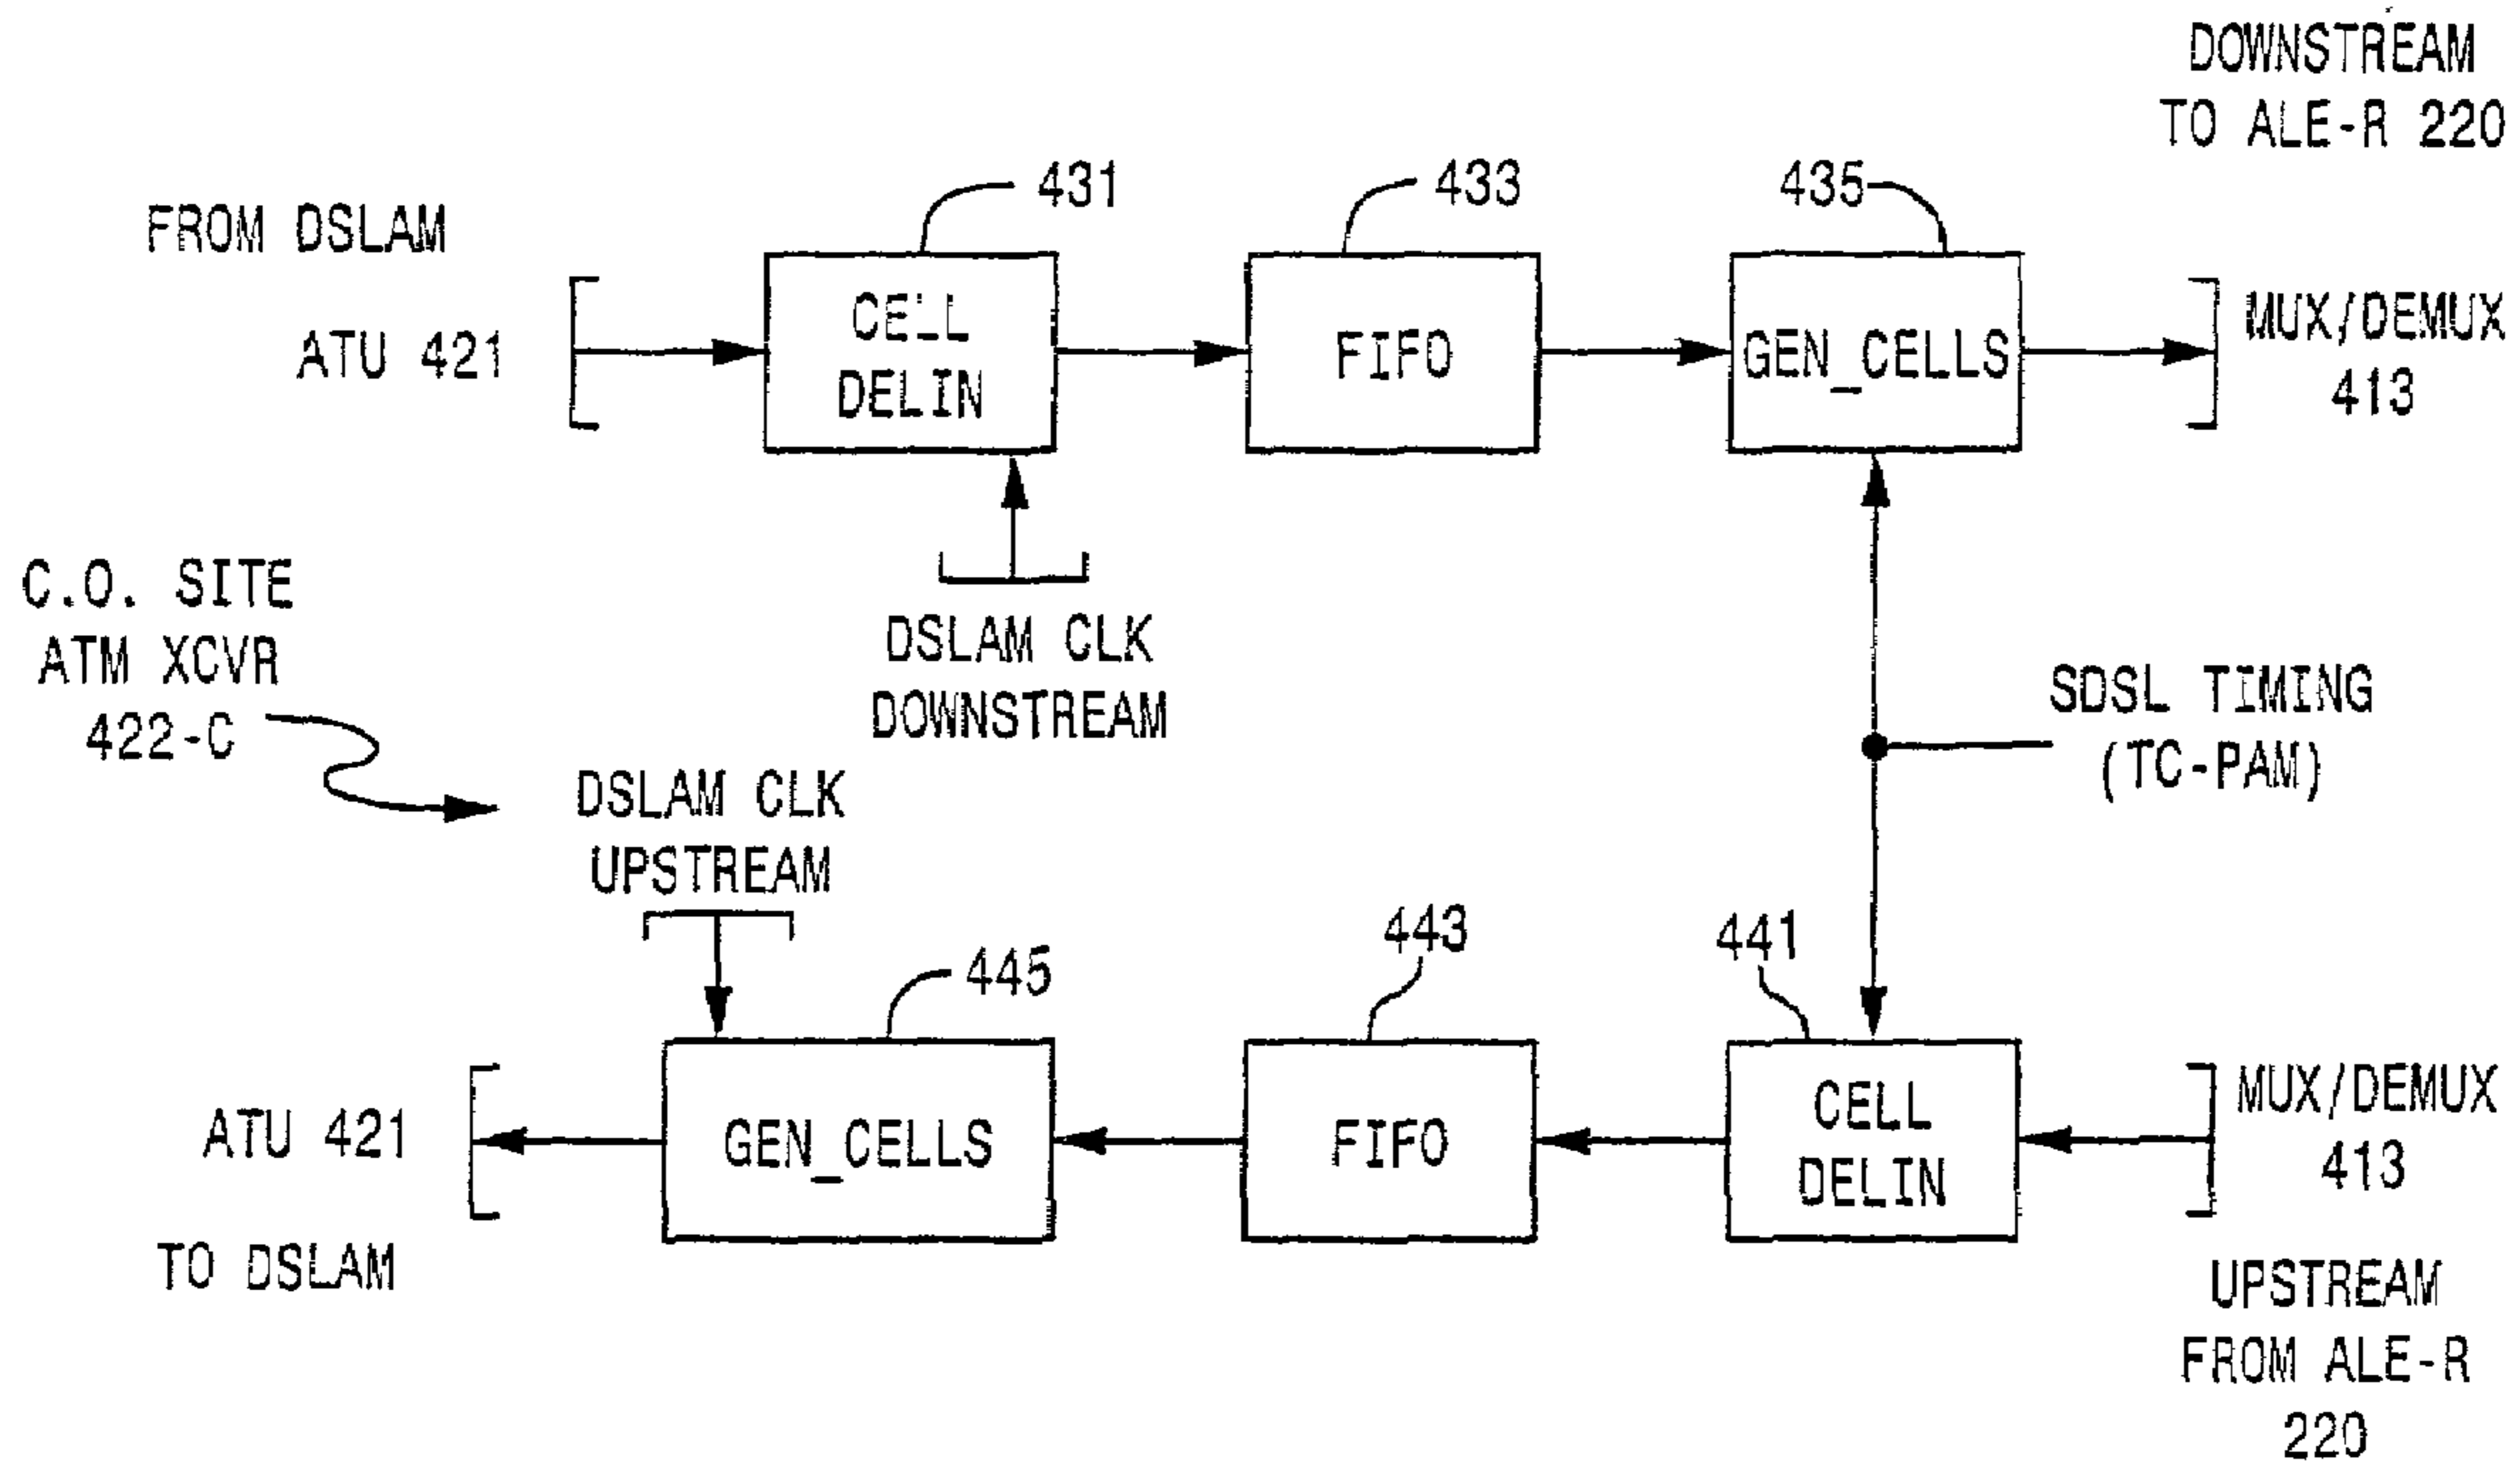 DOWNSTREAM
TO ALE-R 220
431
433
435
FROM DSLAM
ATU 421
CELL
DELIN
FIFO
GEN_CELLS
MUX/DEMUX
413
DSLAM CLK
DOWNSTREAM
C.O. SITE
ATM XCVR
422-C
SDSL TIMING
(TC-PAM)
DSLAM CLK
UPSTREAM
445
443
441
ATU 421
GEN_CELLS
FIFO
CELL
DELIN
MUX/DEMUX
413
TO DSLAM
UPSTREAM
FROM ALE-R
220